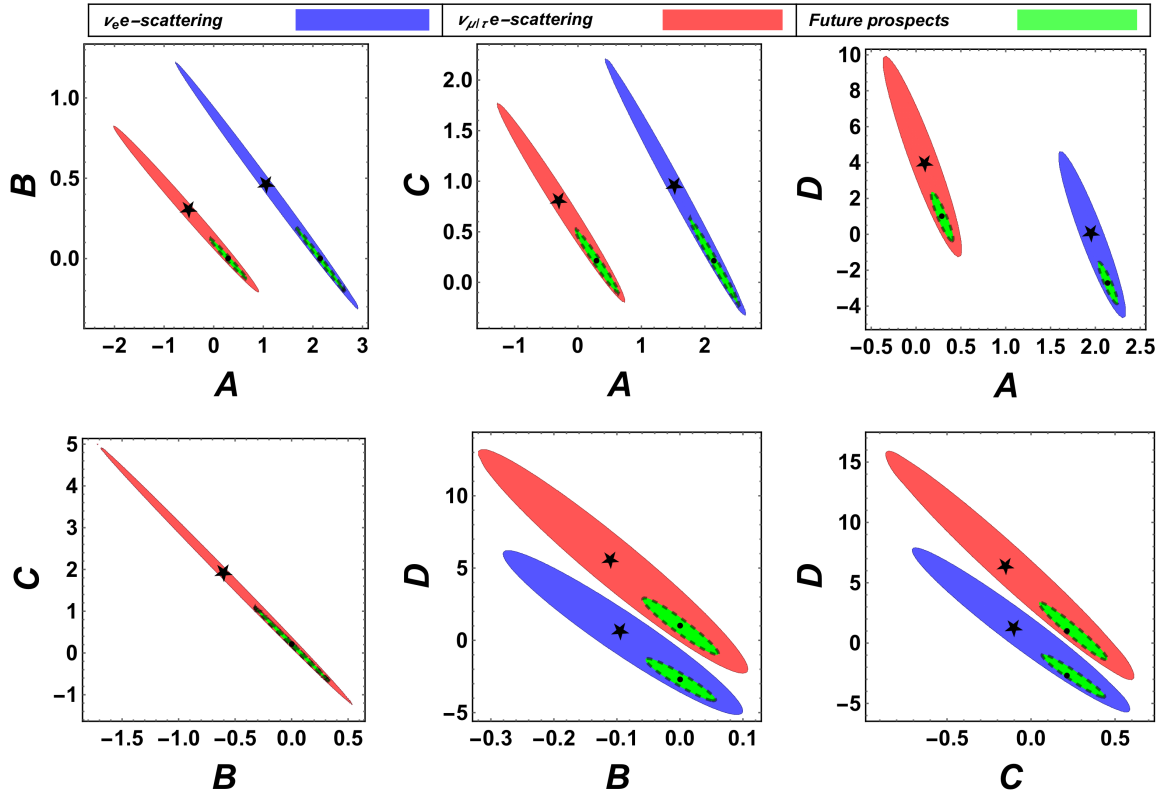 νₑe−scattering ν_{μ/τ}e−scattering Future prospects
B
1.0
0.5
0.0
−2 −1 0 1 2 3
A
C
2.0
1.5
1.0
0.5
0.0
−1 0 1 2
A
D
10
8
6
4
2
0
−2
−4
−0.5 0.0 0.5 1.0 1.5 2.0 2.5
A
C
5
4
3
2
1
0
−1
−1.5 −1.0 −0.5 0.0 0.5
B
D
10
5
0
−5
−0.3 −0.2 −0.1 0.0 0.1
B
D
15
10
5
0
−5
−0.5 0.0 0.5
C